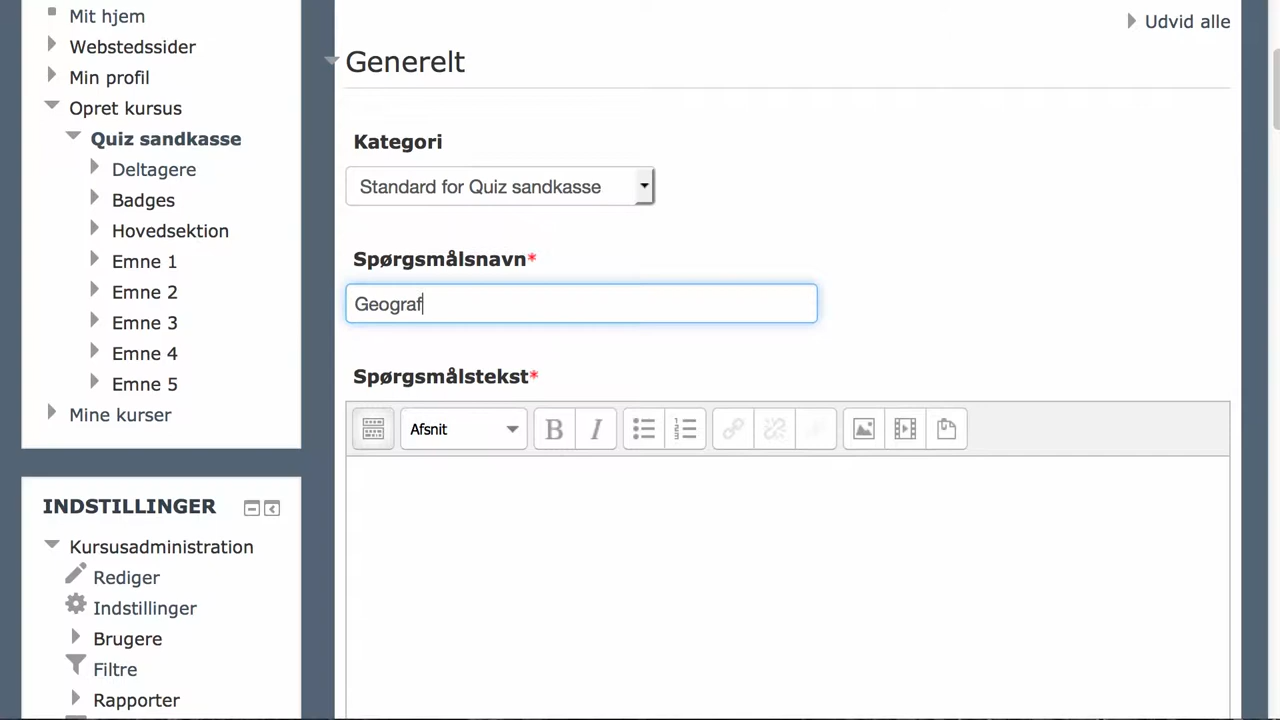 Mit hjem
Webstedssider
Min profil
Opret kursus
Quiz sandkasse
Deltagere
Badges
Hovedsektion
Emne 1
Emne 2
Emne 3
Emne 4
Emne 5
Mine kurser
INDSTILLINGER
Kursusadministration
Rediger
Indstillinger
Brugere
Filtre
Rapporter
Udvid alle
Generelt
Kategori
Standard for Quiz sandkasse
Spørgsmålsnavn*
Geograf
Spørgsmålstekst*
Afsnit B I